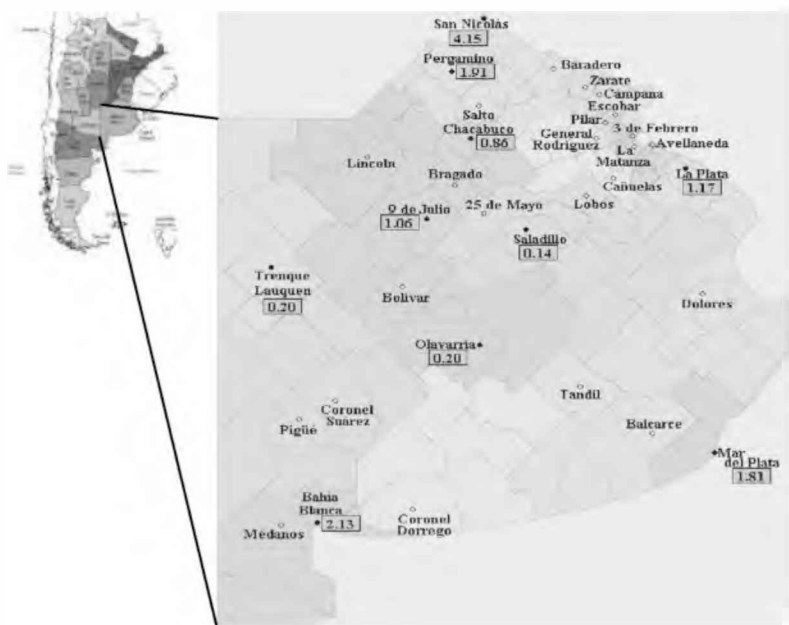 San Nicolás
4.15
Pergamino
1.91
Baradero
Zarate
Campana
Escobar
Salto
Pilar
3 de Febrero
Chacabuco
0.86
General
Rodriguez
La
Matanza
Avellaneda
Lincoln
Bragado
La Plata
1.17
Cañuelas
Lobos
9 de Julio
1.06
25 de Mayo
Saladillo
0.14
Trenque
Lauquen
0.20
Bolivar
Dolores
Olavarria
0.20
Tandil
Coronel
Suárez
Pigüé
Balcarce
Mar
del Plata
1.81
Bahia
Blanca
2.13
Médanos
Coronel
Dorrego